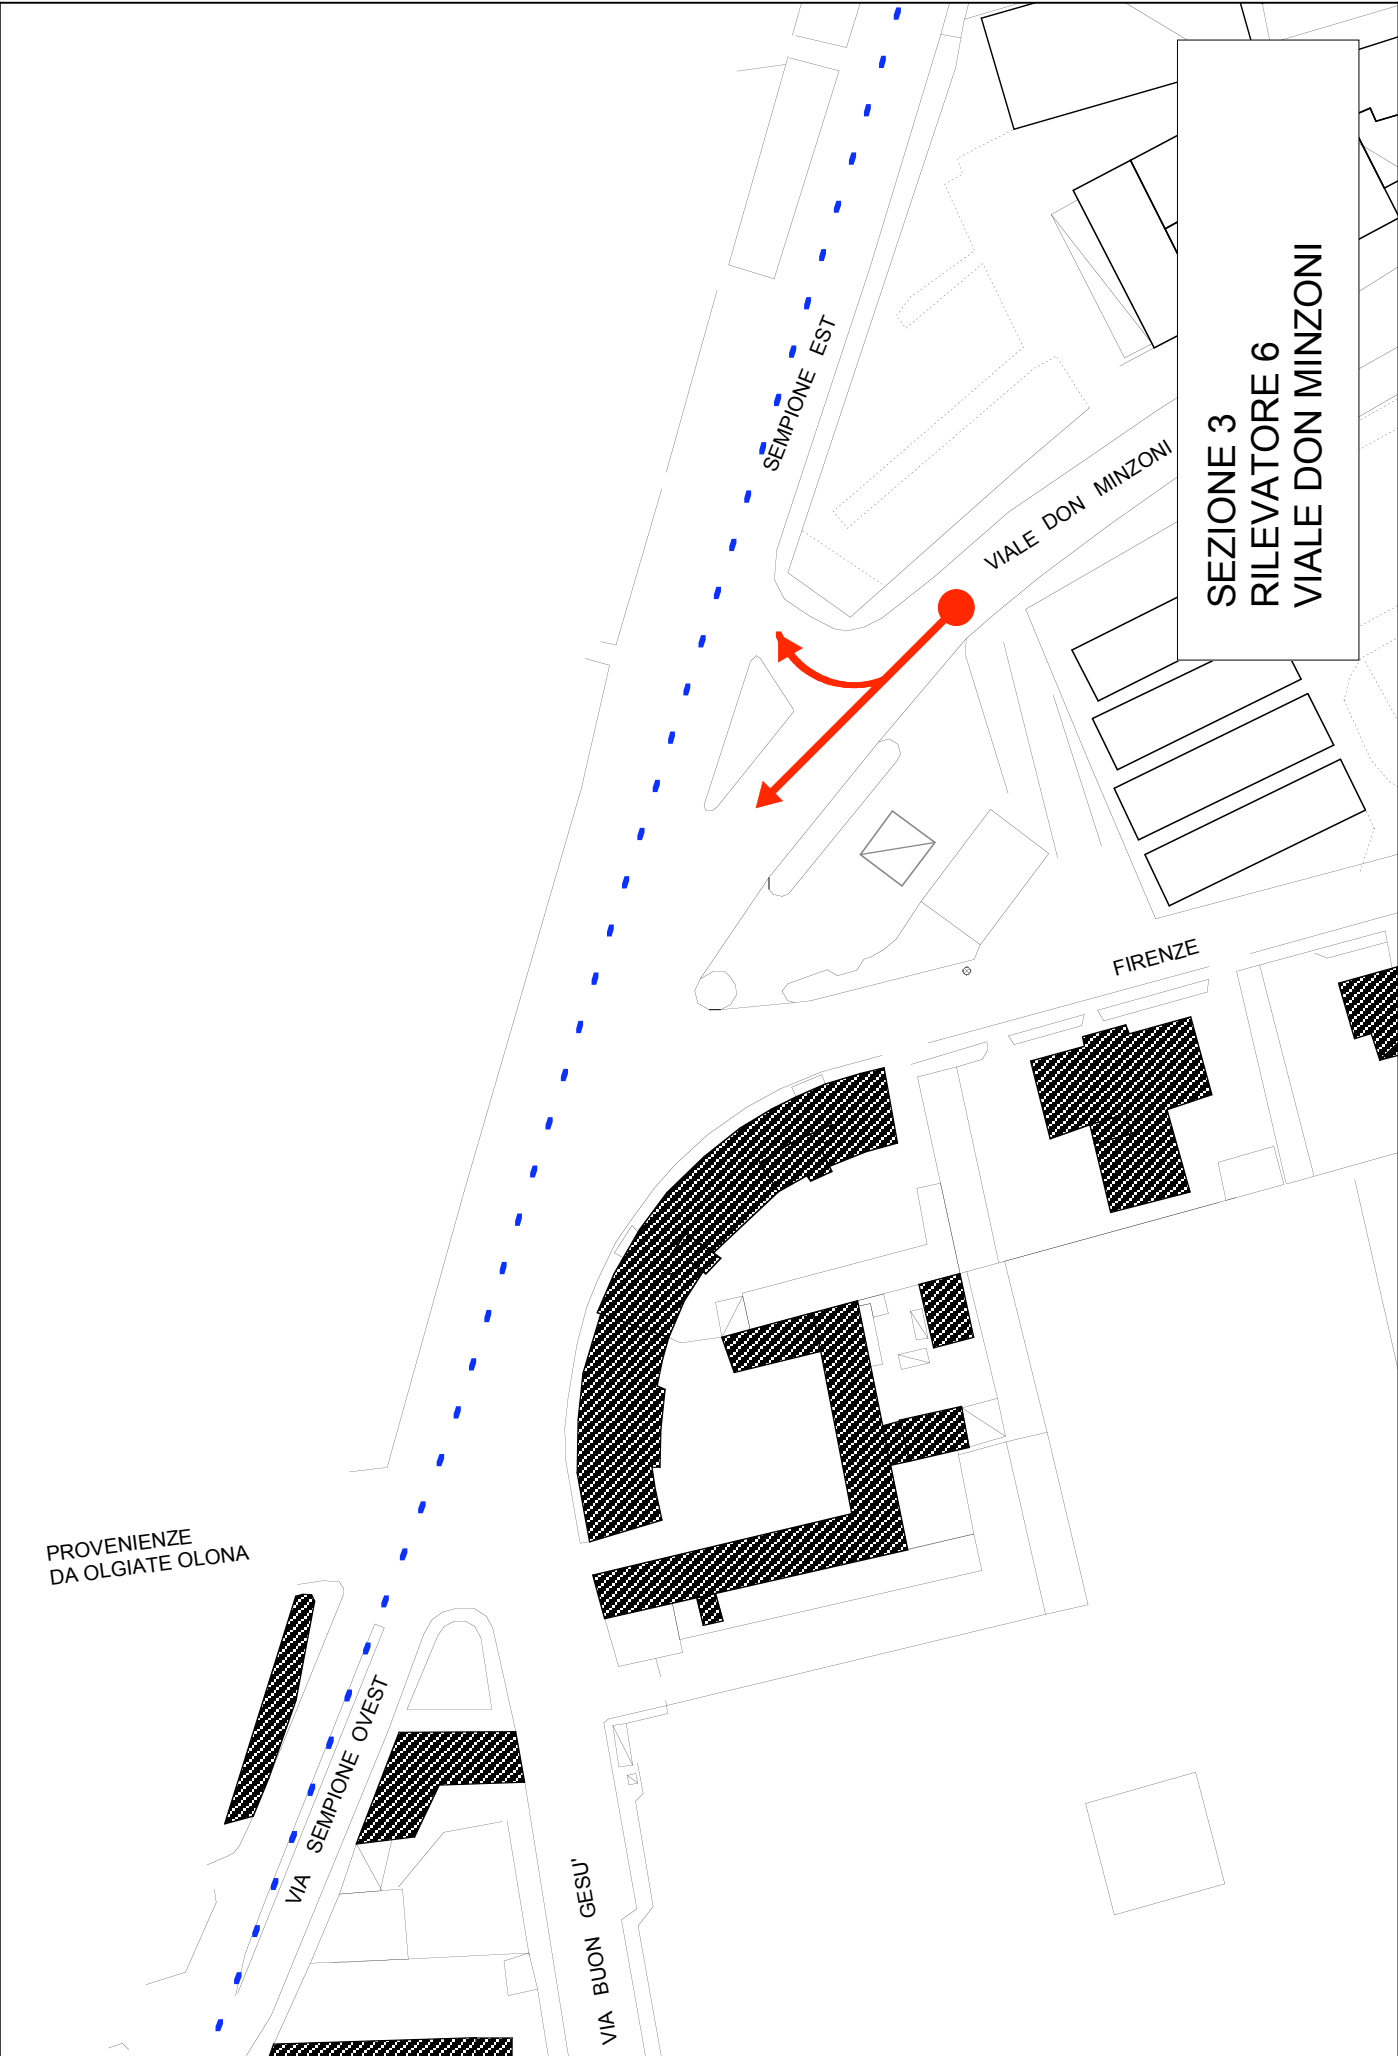 SEZIONE 3
RILEVATORE 6
VIALE DON MINZONI
SEMPIONE EST
VIALE DON MINZONI
FIRENZE
PROVENIENZE
DA OLGIATE OLONA
VIA SEMPIONE OVEST
VIA BUON GESU'